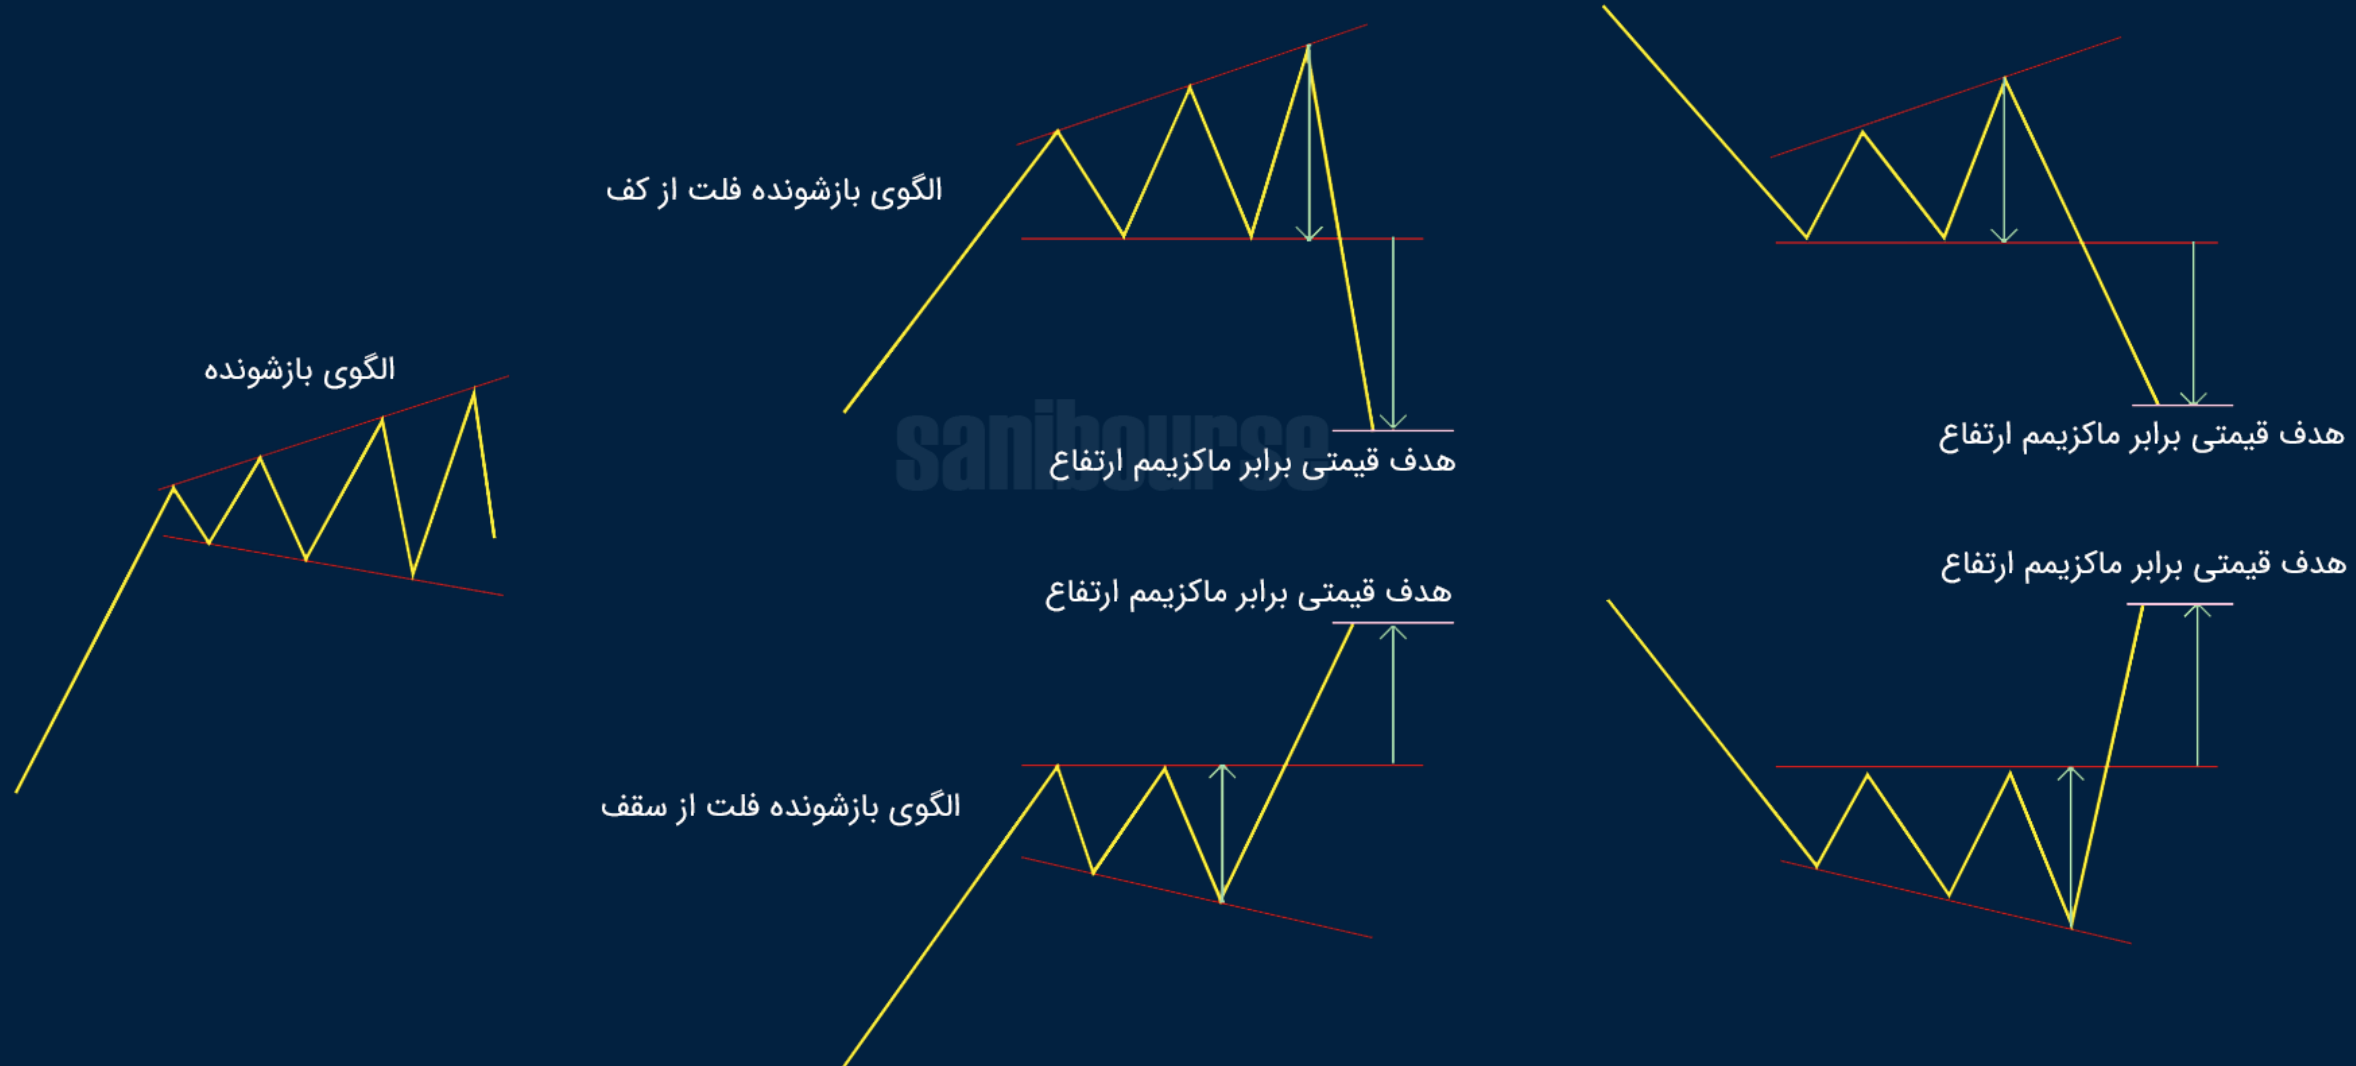 الگوی بازشونده فلت از کف
الگوی بازشونده
sanibourse
هدف قیمتی برابر ماکزیمم ارتفاع
هدف قیمتی برابر ماکزیمم ارتفاع
هدف قیمتی برابر ماکزیمم ارتفاع
هدف قیمتی برابر ماکزیمم ارتفاع
الگوی بازشونده فلت از سقف